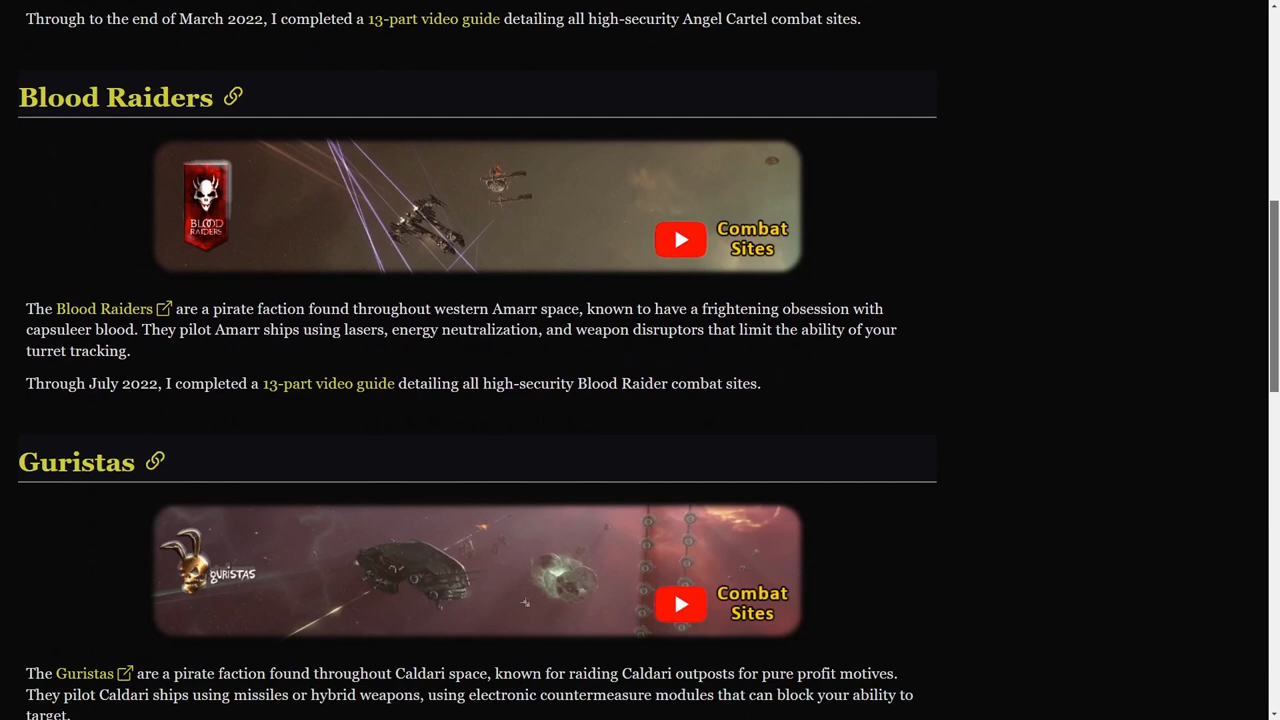 Through to the end of March 2022, I completed a 13-part video guide detailing all high-security Angel Cartel combat sites.
Blood Raiders
BLOOD
RAIDERS
Combat
Sites
The Blood Raiders are a pirate faction found throughout western Amarr space, known to have a frightening obsession with
capsuleer blood. They pilot Amarr ships using lasers, energy neutralization, and weapon disruptors that limit the ability of your
turret tracking.
Through July 2022, I completed a 13-part video guide detailing all high-security Blood Raider combat sites.
Guristas
GURISTAS
Combat
Sites
The Guristas are a pirate faction found throughout Caldari space, known for raiding Caldari outposts for pure profit motives.
They pilot Caldari ships using missiles or hybrid weapons, using electronic countermeasure modules that can block your ability to
target.